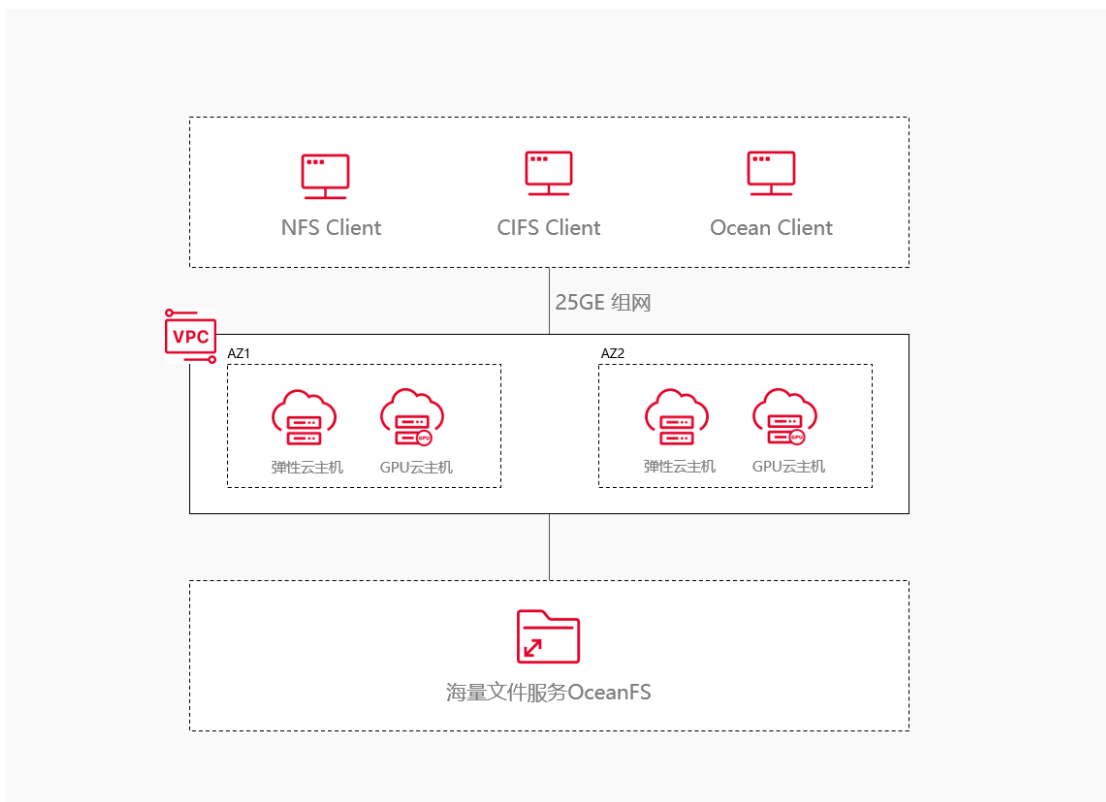 NFS Client
CIFS Client
Ocean Client
25GE 组网
VPC
AZ1
AZ2
弹性云主机
GPU
GPU云主机
弹性云主机
GPU
GPU云主机
海量文件服务OceanFS